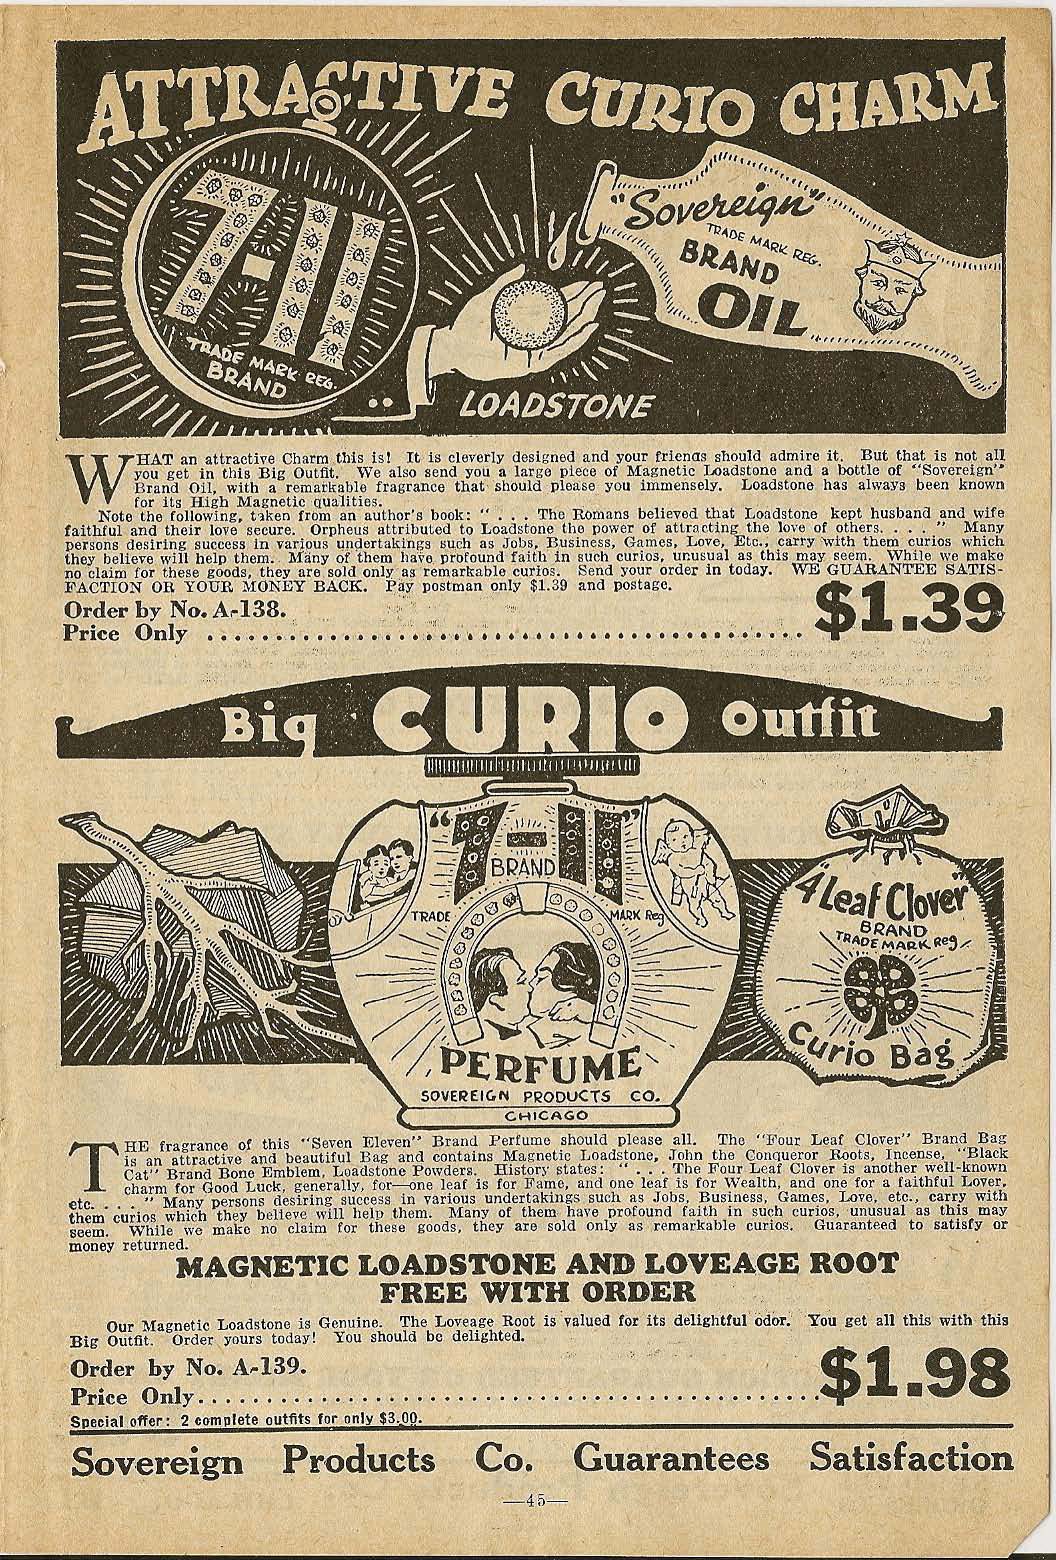 ATTRACTIVE CURIO CHARM
7-11
TRADE MARK REG.
BRAND
"Sovereign"
TRADE MARK REG.
BRAND
OIL
LOADSTONE
WHAT an attractive Charm this is! It is cleverly designed and your friends should admire it. But that is not all
you get in this Big Outfit. We also send you a large piece of Magnetic Loadstone and a bottle of "Sovereign"
Brand Oil, with a remarkable fragrance that should please you immensely. Loadstone has always been known
for its High Magnetic qualities.
Note the following, taken from an author's book: " . . . The Romans believed that Loadstone kept husband and wife
faithful and their love secure. Orpheus attributed to Loadstone the power of attracting the love of others. . . . " Many
persons desiring success in various undertakings such as Jobs, Business, Games, Love, Etc., carry with them curios which
they believe will help them. Many of them have profound faith in such curios, unusual as this may seem. While we make
no claim for these goods, they are sold only as remarkable curios. Send your order in today. WE GUARANTEE SATIS-
FACTION OR YOUR MONEY BACK. Pay postman only $1.39 and postage.
Order by No. A-138.
Price Only ........................................ $1.39
Big CURIO Outfit
"7-11"
BRAND
TRADE MARK Reg
PERFUME
SOVEREIGN PRODUCTS CO.
CHICAGO
"4 Leaf Clover"
BRAND
TRADE MARK Reg
Curio Bag
THE fragrance of this "Seven Eleven" Brand Perfume should please all. The "Four Leaf Clover" Brand Bag
is an attractive and beautiful Bag and contains Magnetic Loadstone, John the Conqueror Roots, Incense, "Black
Cat" Brand Bone Emblem, Loadstone Powders. History states: " . . . The Four Leaf Clover is another well-known
charm for Good Luck, generally, for—one leaf is for Fame, and one leaf is for Wealth, and one for a faithful Lover,
etc. . . . " Many persons desiring success in various undertakings such as Jobs, Business, Games, Love, etc., carry with
them curios which they believe will help them. Many of them have profound faith in such curios, unusual as this may
seem. While we make no claim for these goods, they are sold only as remarkable curios. Guaranteed to satisfy or
money returned.
MAGNETIC LOADSTONE AND LOVEAGE ROOT
FREE WITH ORDER
Our Magnetic Loadstone is Genuine. The Loveage Root is valued for its delightful odor. You get all this with this
Big Outfit. Order yours today! You should be delighted.
Order by No. A-139.
Price Only........................................ $1.98
Special offer: 2 complete outfits for only $3.00.
Sovereign Products Co. Guarantees Satisfaction
—45—